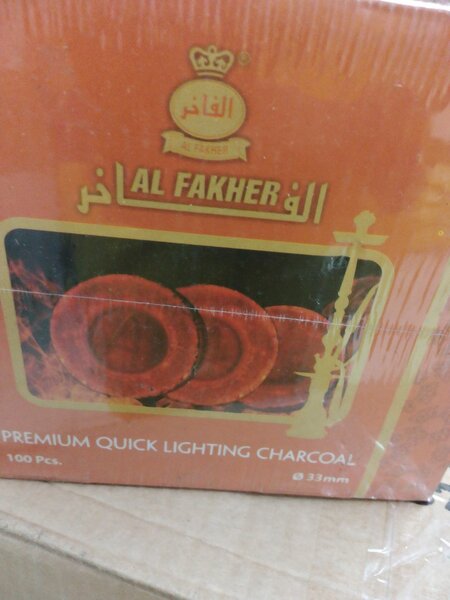 ®
الفاخر
AL FAKHER
الفاخر AL FAKHER
PREMIUM QUICK LIGHTING CHARCOAL
100 Pcs.
Ø 33mm